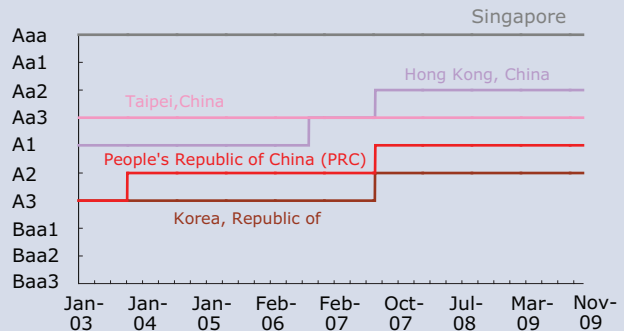 Singapore
Aaa
Aa1
Hong Kong, China
Aa2
Taipei,China
Aa3
A1
People's Republic of China (PRC)
A2
A3
Korea, Republic of
Baa1
Baa2
Baa3
Jan- Jan- Jan- Feb- Feb- Oct- Jul- Mar- Nov-
03 04 05 06 07 07 08 09 09